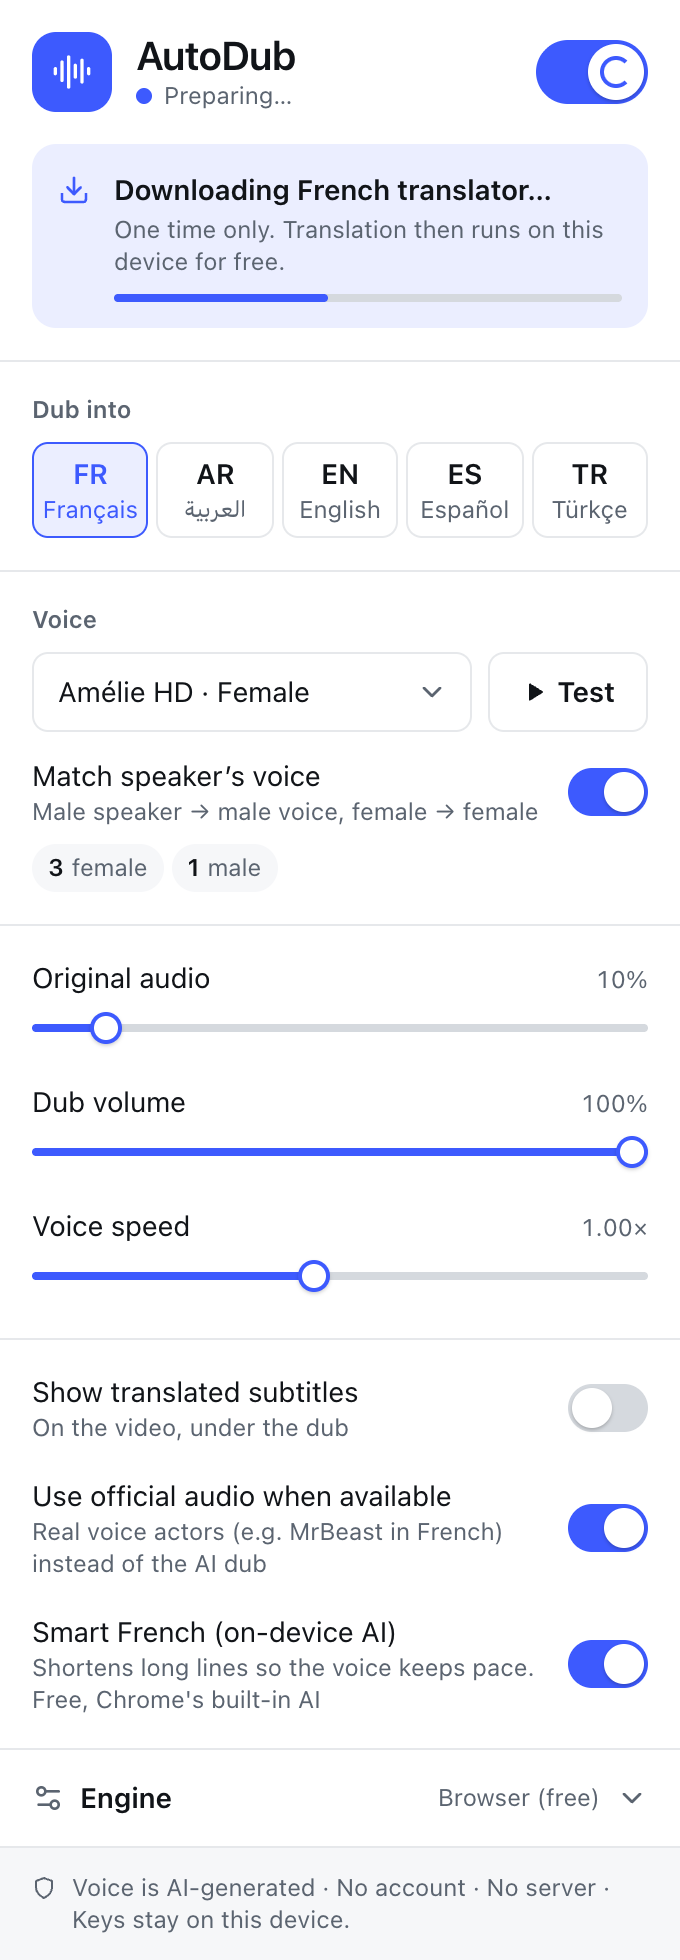 AutoDub
Preparing...
Downloading French translator...
One time only. Translation then runs on this
device for free.
Dub into
FR
Français
AR
العربية
EN
English
ES
Español
TR
Türkçe
Voice
Amélie HD · Female
Test
Match speaker’s voice
Male speaker → male voice, female → female
3 female
1 male
Original audio
10%
Dub volume
100%
Voice speed
1.00×
Show translated subtitles
On the video, under the dub
Use official audio when available
Real voice actors (e.g. MrBeast in French)
instead of the AI dub
Smart French (on-device AI)
Shortens long lines so the voice keeps pace.
Free, Chrome's built-in AI
Engine
Browser (free)
Voice is AI-generated · No account · No server ·
Keys stay on this device.